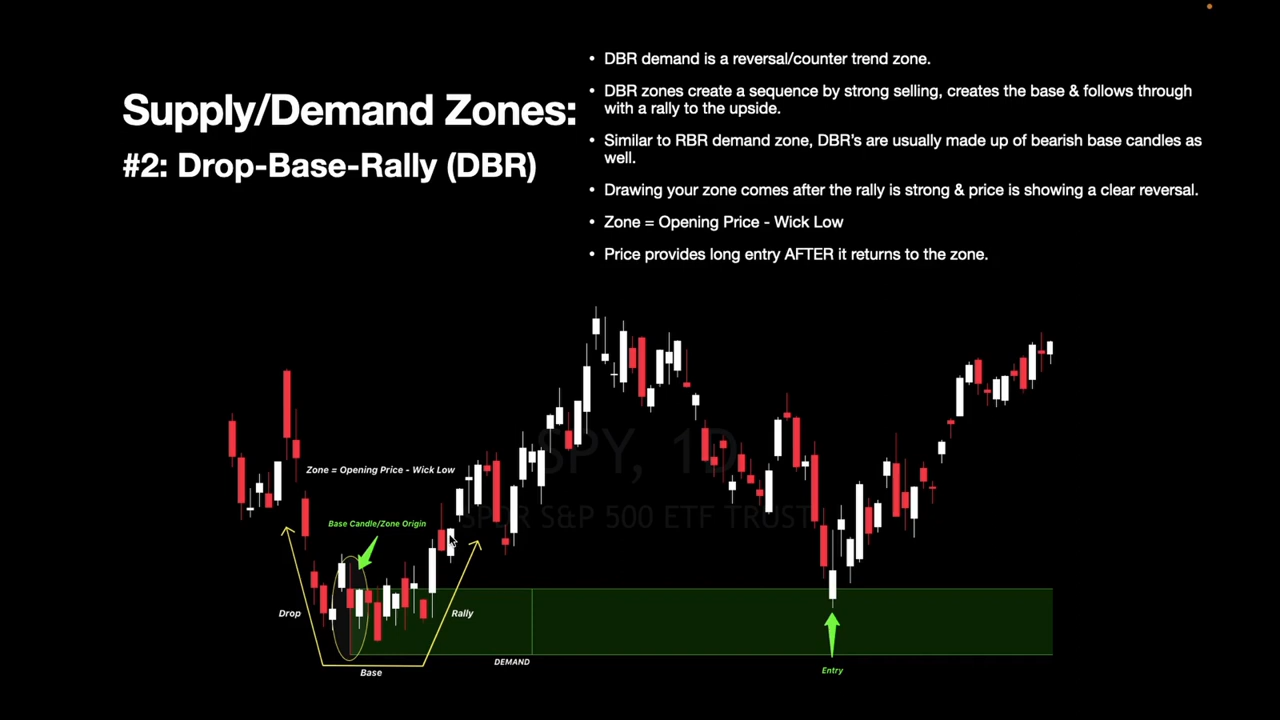 Supply/Demand Zones:
#2: Drop-Base-Rally (DBR)
• DBR demand is a reversal/counter trend zone.
• DBR zones create a sequence by strong selling, creates the base & follows through
with a rally to the upside.
• Similar to RBR demand zone, DBR's are usually made up of bearish base candles as
well.
• Drawing your zone comes after the rally is strong & price is showing a clear reversal.
• Zone = Opening Price - Wick Low
• Price provides long entry AFTER it returns to the zone.
SPY, 1D
SPDR S&P 500 ETF TRUST
Zone = Opening Price - Wick Low
Base Candle/Zone Origin
Drop
Rally
Base
DEMAND
Entry